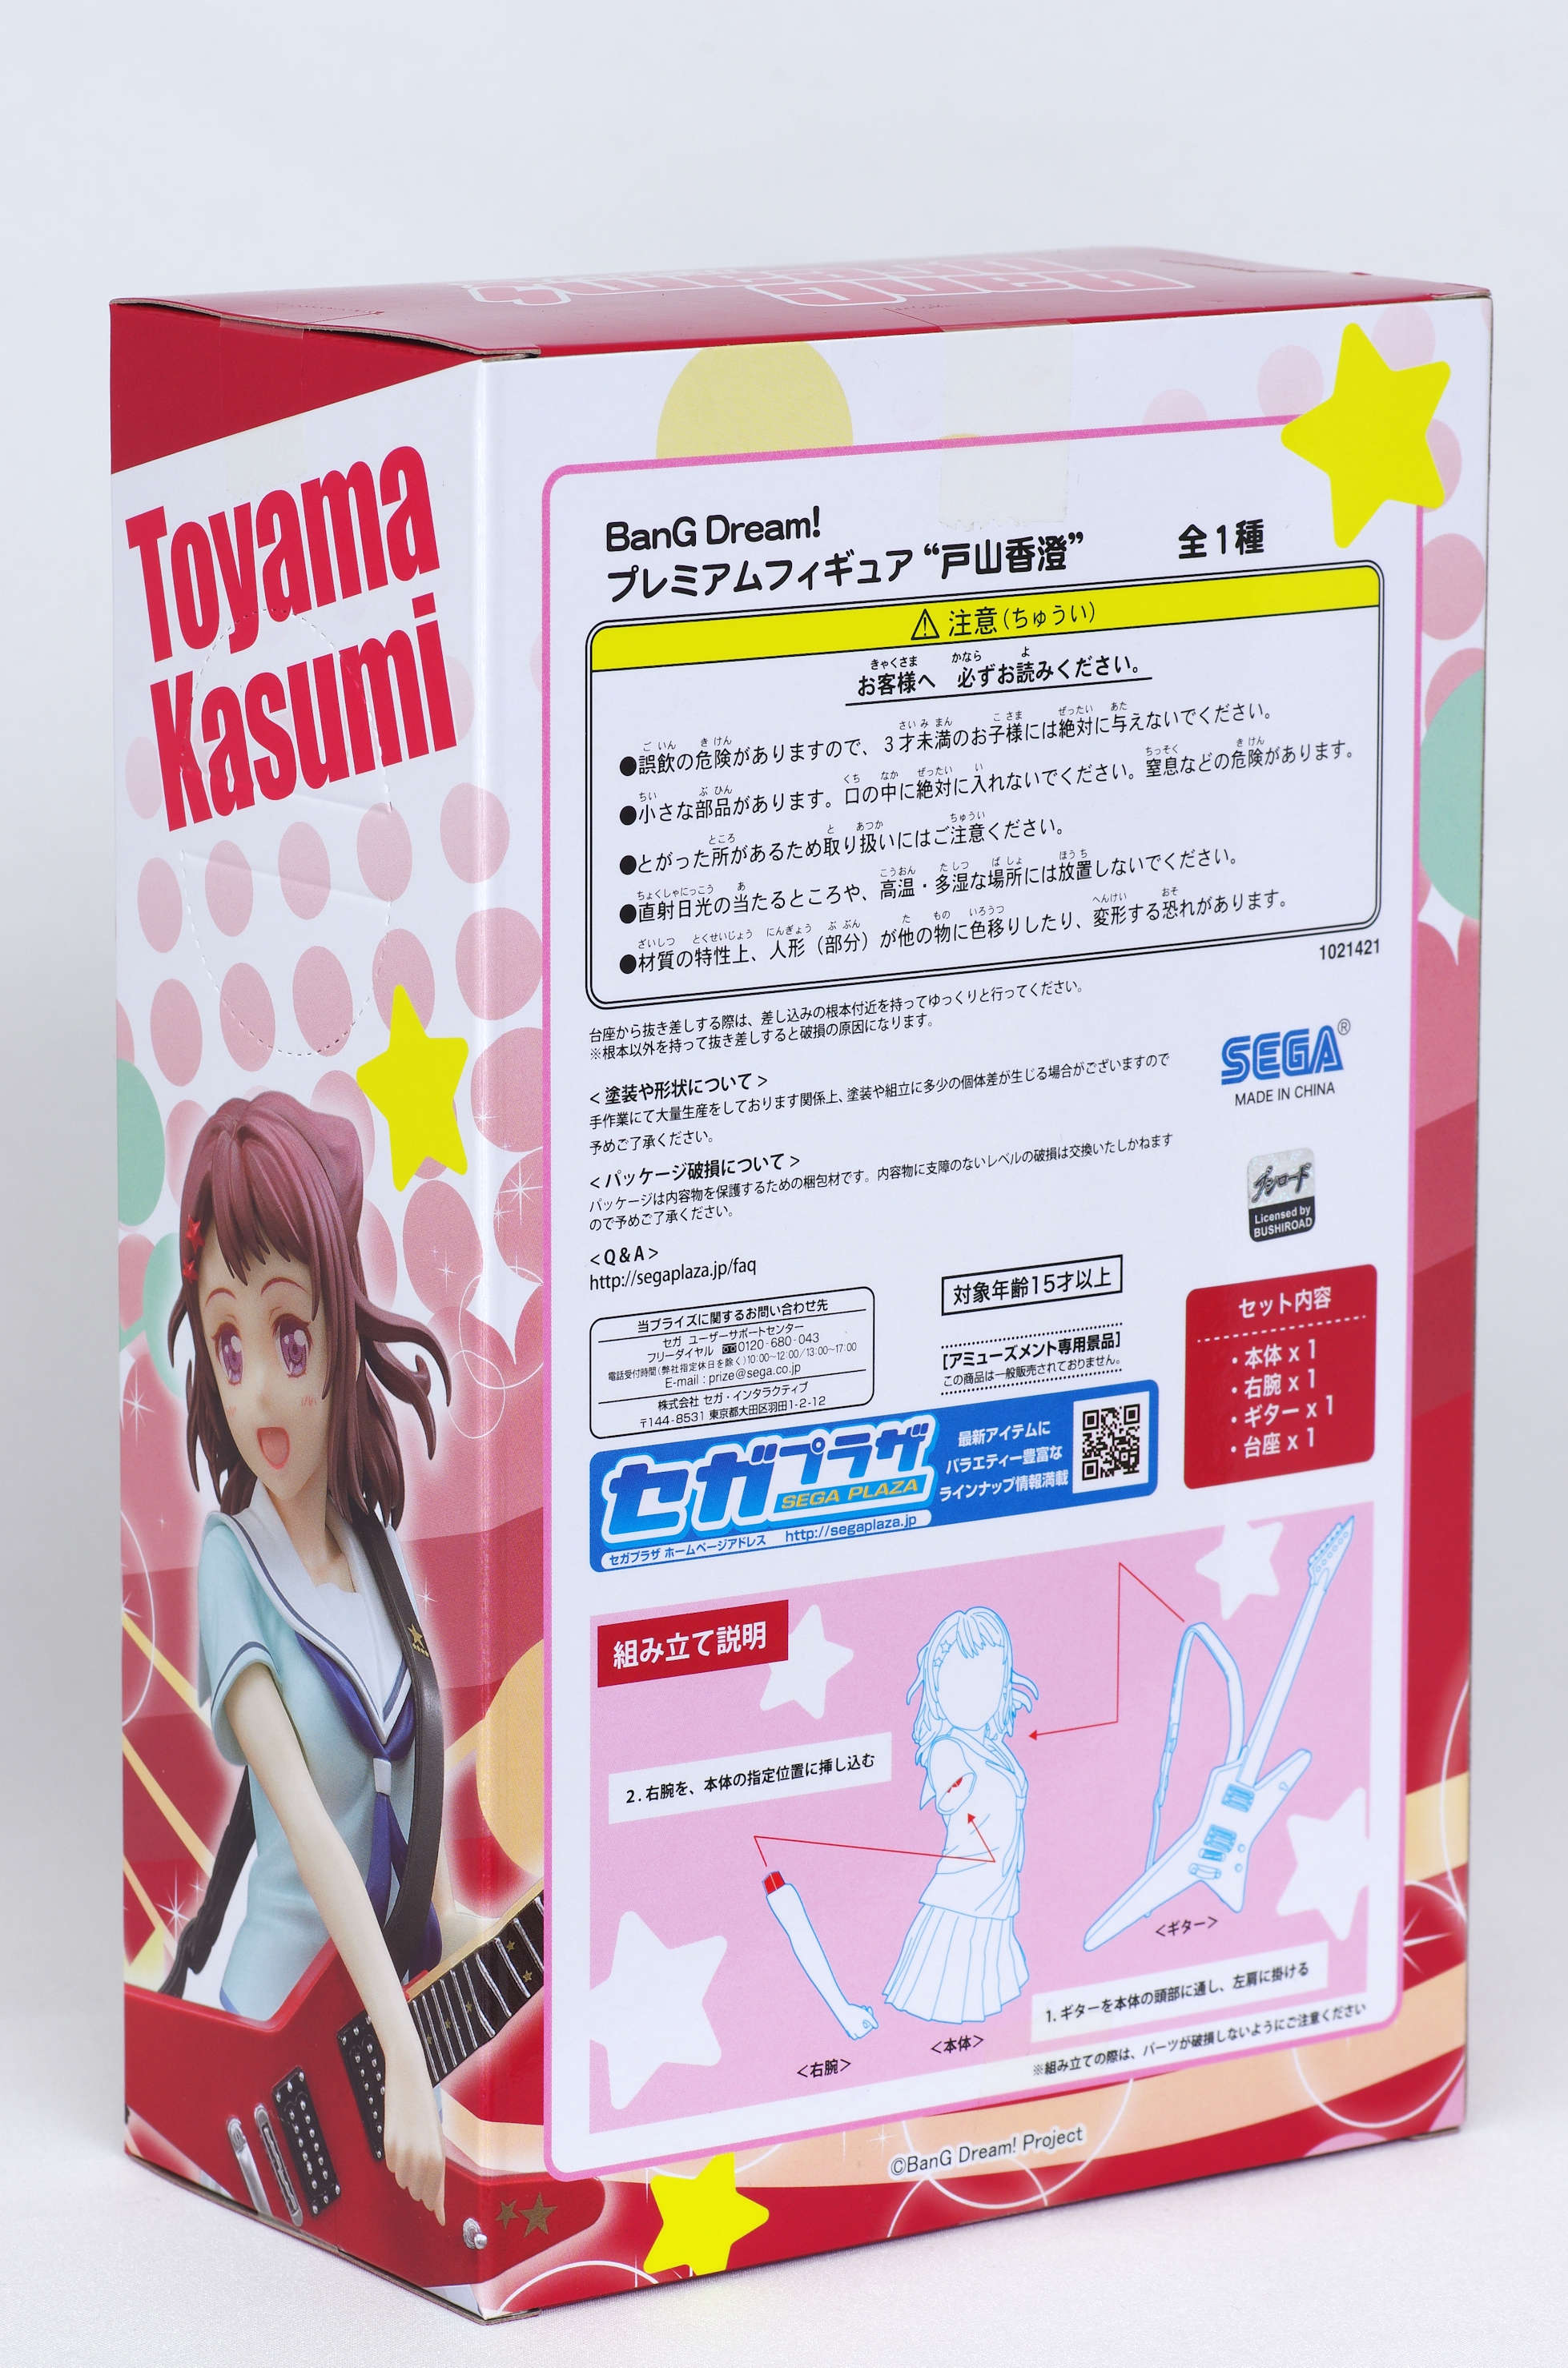 BanG Dream!
Toyama
Kasumi
BanG Dream!
プレミアムフィギュア “戸山香澄” 全1種
⚠ 注意(ちゅうい)
お客様へ 必ずお読みください。
●誤飲の危険がありますので、3才未満のお子様には絶対に与えないでください。
●小さな部品があります。口の中に絶対に入れないでください。窒息などの危険があります。
●とがった所があるため取り扱いにはご注意ください。
●直射日光の当たるところや、高温・多湿な場所には放置しないでください。
●材質の特性上、人形(部分)が他の物に色移りしたり、変形する恐れがあります。
1021421
台座から抜き差しする際は、差し込みの根本付近を持ってゆっくりと行ってください。
※根本以外を持って抜き差しすると破損の原因になります。
SEGA®
MADE IN CHINA
<塗装や形状について>
手作業にて大量生産をしております関係上、塗装や組立に多少の個体差が生じる場合がございますので
予めご了承ください。
<パッケージ破損について>
パッケージは内容物を保護するための梱包材です。内容物に支障のないレベルの破損は交換いたしかねます
ので予めご了承ください。
ブシロード
Licensed by
BUSHIROAD
<Q&A>
http://segaplaza.jp/faq
当プライズに関するお問い合わせ先
セガ ユーザーサポートセンター
フリーダイヤル 0120-680-043
電話受付時間(弊社指定休日を除く)10:00~12:00/13:00~17:00
E-mail : prize@sega.co.jp
株式会社 セガ・インタラクティブ
〒144-8531 東京都大田区羽田1-2-12
対象年齢15才以上
[アミューズメント専用景品]
この商品は一般販売されておりません。
セット内容
・本体 x 1
・右腕 x 1
・ギター x 1
・台座 x 1
セガプラザ
SEGA PLAZA
セガプラザ ホームページアドレス http://segaplaza.jp
最新アイテムに
バラエティー豊富な
ラインナップ情報満載
組み立て説明
2.右腕を、本体の指定位置に挿し込む
<ギター>
<右腕>
<本体>
1.ギターを本体の頭部に通し、左肩に掛ける
※組み立ての際は、パーツが破損しないようにご注意ください
©BanG Dream! Project